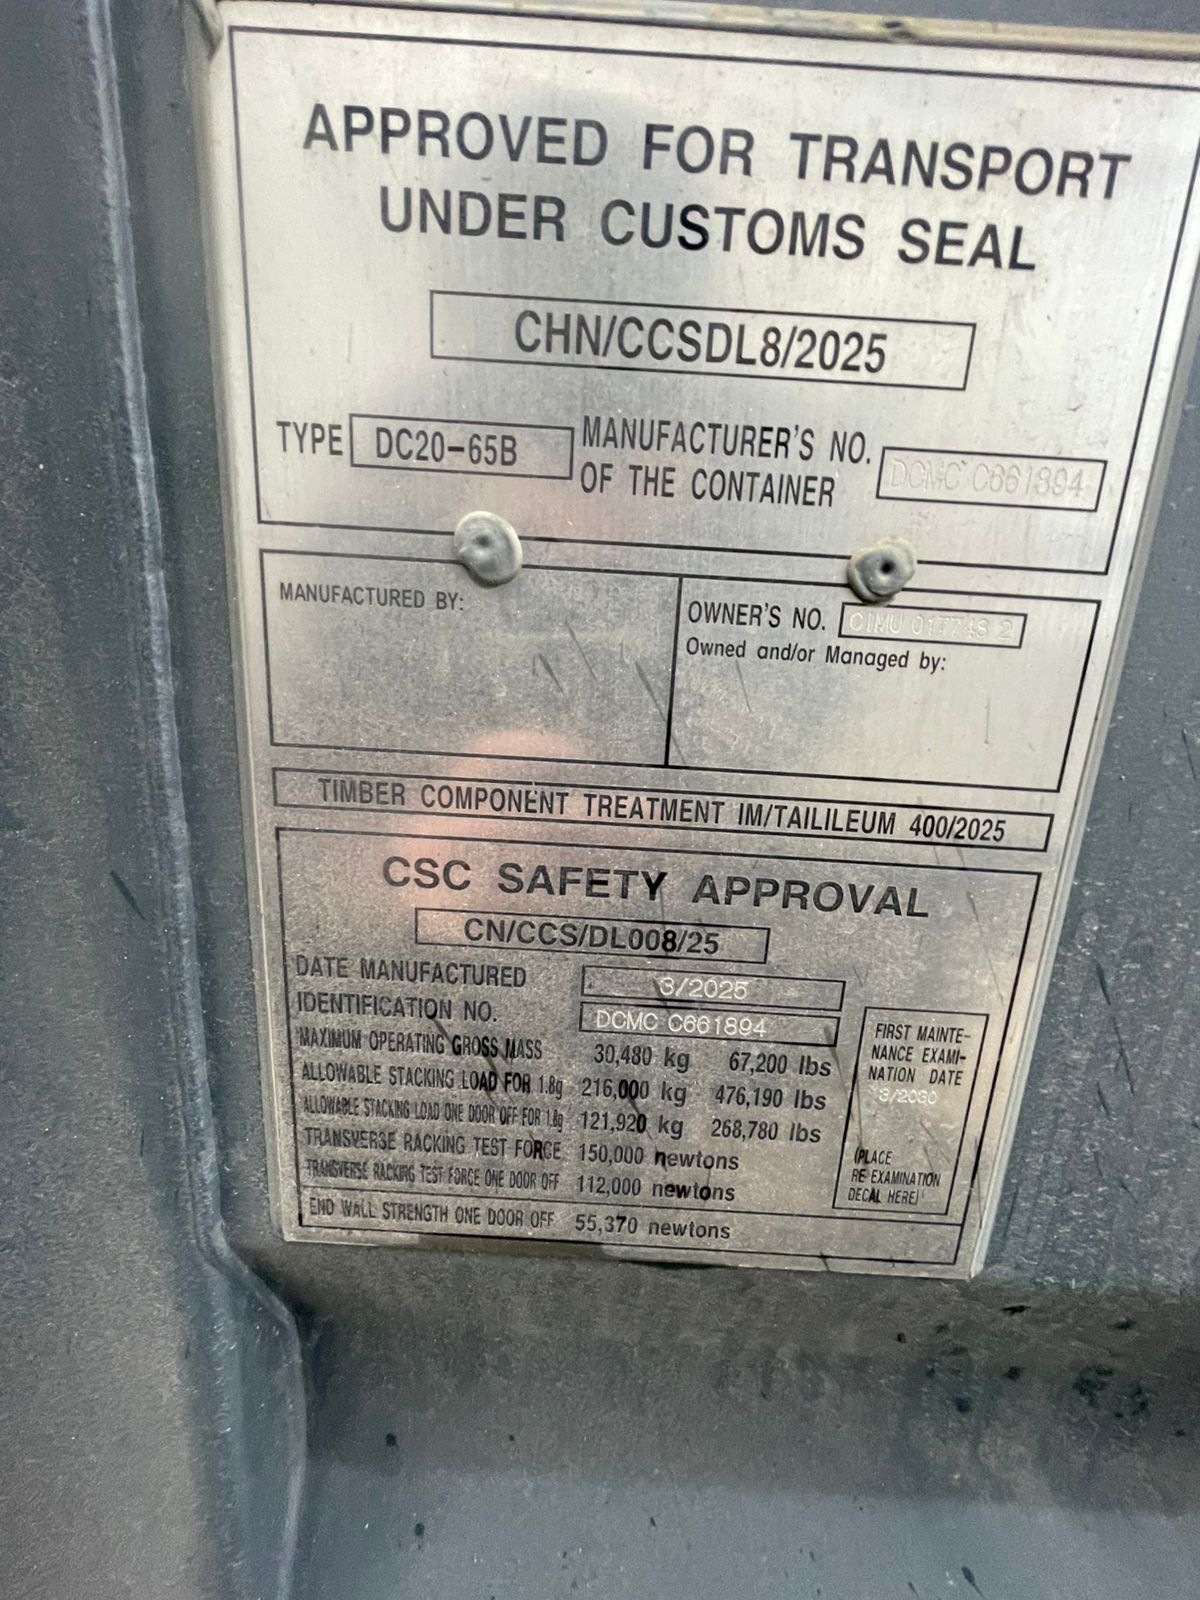 APPROVED FOR TRANSPORT
UNDER CUSTOMS SEAL
CHN/CCSDL8/2025
TYPE DC20-65B
MANUFACTURER'S NO.
OF THE CONTAINER
DCMC C661894
MANUFACTURED BY:
OWNER'S NO.
Owned and/or Managed by:
TIMBER COMPONENT TREATMENT IM/TAILILEUM 400/2025
CSC SAFETY APPROVAL
CN/CCS/DL008/25
DATE MANUFACTURED 3/2025
IDENTIFICATION NO. DCMC C661894
MAXIMUM OPERATING GROSS MASS 30,480 kg 67,200 lbs
ALLOWABLE STACKING LOAD FOR 1.8g 216,000 kg 476,190 lbs
ALLOWABLE STACKING LOAD ONE DOOR OFF FOR 1.8g 121,920 kg 268,780 lbs
TRANSVERSE RACKING TEST FORCE 150,000 newtons
TRANSVERSE RACKING TEST FORCE ONE DOOR OFF 112,000 newtons
END WALL STRENGTH ONE DOOR OFF 55,370 newtons
FIRST MAINTE-
NANCE EXAMI-
NATION DATE
3/2030
(PLACE
RE EXAMINATION
DECAL HERE)